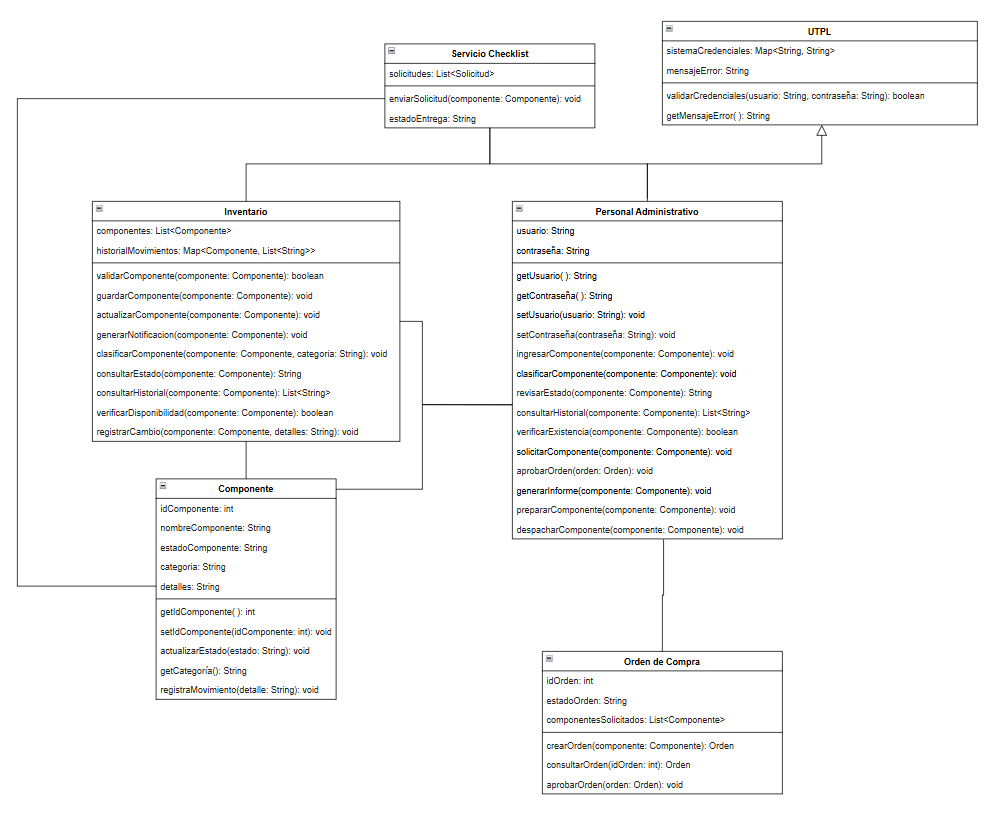 UTPL
sistemaCredenciales: Map<String, String>
mensajeError: String
validarCredenciales(usuario: String, contraseña: String): boolean
getMensajeError( ): String
Servicio Checklist
solicitudes: List<Solicitud>
enviarSolicitud(componente: Componente): void
estadoEntrega: String
Inventario
componentes: List<Componente>
historialMovimientos: Map<Componente, List<String>>
validarComponente(componente: Componente): boolean
guardarComponente(componente: Componente): void
actualizarComponente(componente: Componente): void
generarNotificacion(componente: Componente): void
clasificarComponente(componente: Componente, categoria: String): void
consultarEstado(componente: Componente): String
consultarHistorial(componente: Componente): List<String>
verificarDisponibilidad(componente: Componente): boolean
registrarCambio(componente: Componente, detalles: String): void
Personal Administrativo
usuario: String
contraseña: String
getUsuario( ): String
getContraseña( ): String
setUsuario(usuario: String): void
setContraseña(contraseña: String): void
ingresarComponente(componente: Componente): void
clasificarComponente(componente: Componente): void
revisarEstado(componente: Componente): String
consultarHistorial(componente: Componente): List<String>
verificarExistencia(componente: Componente): boolean
solicitarComponente(componente: Componente): void
aprobarOrden(orden: Orden): void
generarInforme(componente: Componente): void
prepararComponente(componente: Componente): void
despacharComponente(componente: Componente): void
Componente
idComponente: int
nombreComponente: String
estadoComponente: String
categoria: String
detalles: String
getIdComponente( ): int
setIdComponente(idComponente: int): void
actualizarEstado(estado: String): void
getCategoría(): String
registraMovimiento(detalle: String): void
Orden de Compra
idOrden: int
estadoOrden: String
componentesSolicitados: List<Componente>
crearOrden(componente: Componente): Orden
consultarOrden(idOrden: int): Orden
aprobarOrden(orden: Orden): void